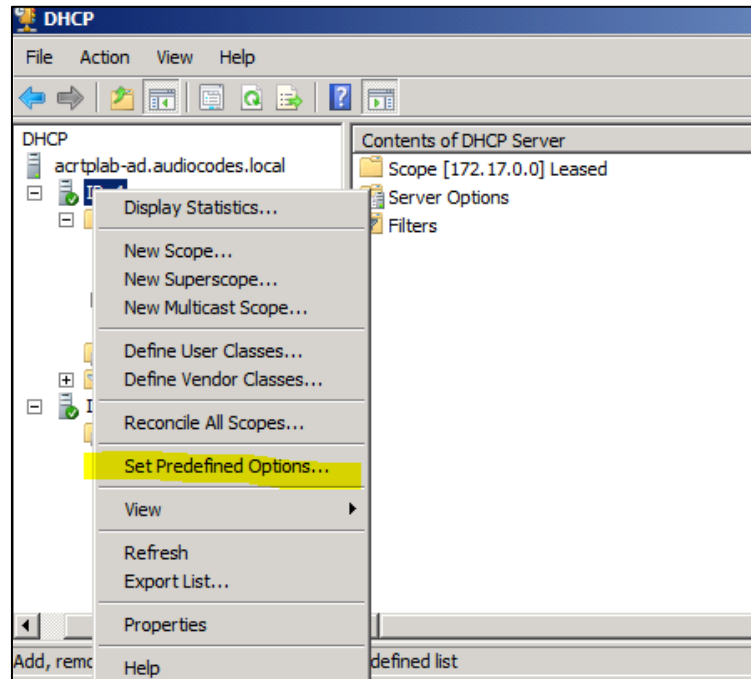 DHCP
File Action View Help
DHCP
Contents of DHCP Server
acrtplab-ad.audiocodes.local
Scope [172.17.0.0] Leased
Server Options
Filters
Display Statistics...
New Scope...
New Superscope...
New Multicast Scope...
Define User Classes...
Define Vendor Classes...
Reconcile All Scopes...
Set Predefined Options...
View
Refresh
Export List...
Properties
Help
Add, remo
defined list